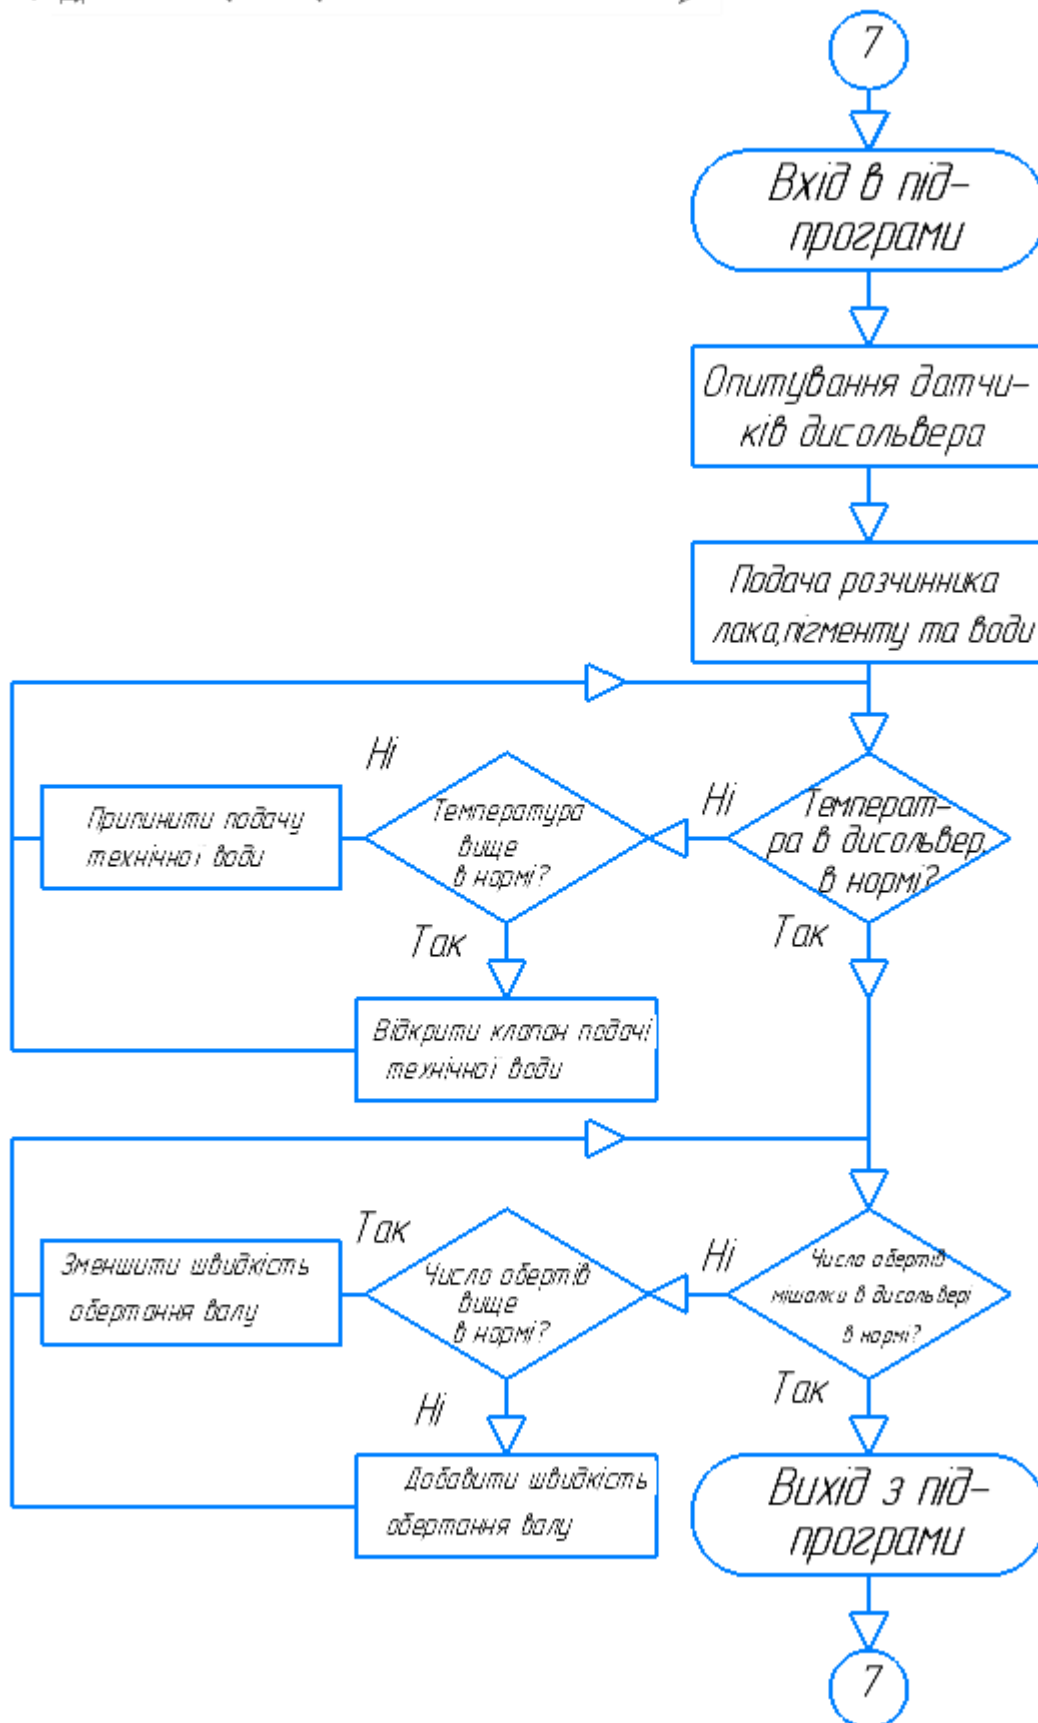 7
Вхід в під-
програми
Опитування датчи-
ків дисольвера
Подача розчинника
лака,пігменту та води
Ні
Припинити подачу
технічної води
Температура
вище
в нормі?
Ні
Температ-
ра в дисольвер,
в нормі?
Так
Так
Відкрити клапан подачі
технічної води
Так
Зменшити швидкість
обертання валу
Число обертів
вище
в нормі?
Ні
Число обертів
мішалки в дисольвері
в нормі?
Ні
Так
Добавити швидкість
обертання валу
Вихід з під-
програми
7